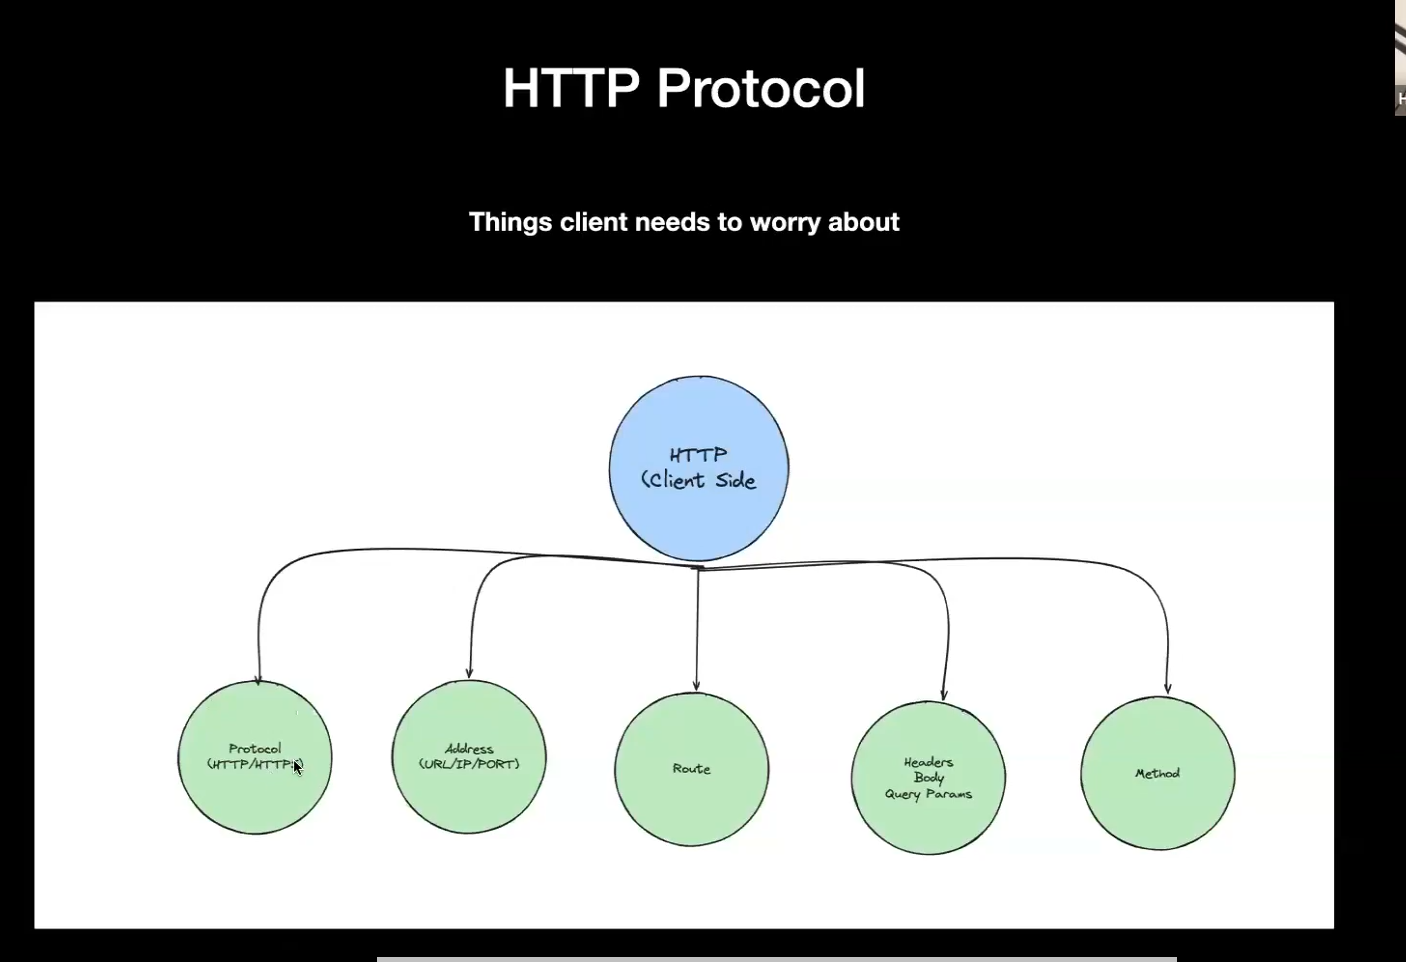 HTTP Protocol
Things client needs to worry about
HTTP
(Client Side
Protocol
(HTTP/HTTPS)
Address
(URL/IP/PORT)
Route
Headers
Body
Query Params
Method
H